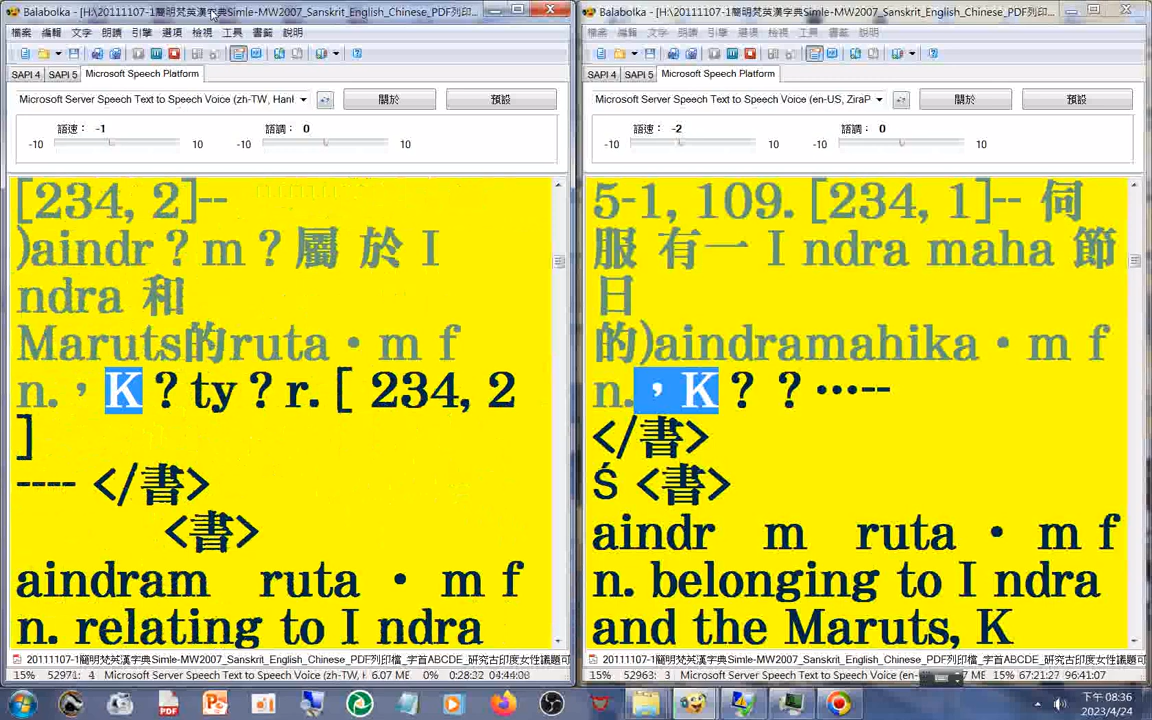 Balabolka - [H:\20111107-1簡明梵英漢字典Simle-MW2007_Sanskrit_English_Chinese_PDF列印...
檔案 編輯 文字 朗讀 引擎 選項 檢視 工具 書籤 說明
SAPI 4 SAPI 5 Microsoft Speech Platform
Microsoft Server Speech Text to Speech Voice (zh-TW, Hanl
關於 預設
語速： -1 語調： 0
-10 10 -10 10
[234, 2]--
)aindr？m？屬 於 I
ndra 和
Maruts的ruta・m f
n.，K？ty？r. [ 234, 2
]
---- </書>
<書>
aindram ruta ・ m f
n. relating to I ndra
20111107-1簡明梵英漢字典Simle-MW2007_Sanskrit_English_Chinese_PDF列印檔_字首ABCDE_研究古印度女性議題可
15% 52971: 4 Microsoft Speech Platform Microsoft Server Speech Text to Speech Voice (zh-TW, 6.07 MB 0% 0:28:32 04:44:08
Balabolka - [H:\20111107-1簡明梵英漢字典Simle-MW2007_Sanskrit_English_Chinese_PDF列印...
檔案 編輯 文字 朗讀 引擎 選項 檢視 工具 書籤 說明
SAPI 4 SAPI 5 Microsoft Speech Platform
Microsoft Server Speech Text to Speech Voice (en-US, ZiraP
關於 預設
語速： -2 語調： 0
-10 10 -10 10
5-1, 109. [234, 1]-- 伺
服 有一 I ndra maha 節
日
的)aindramahika・m f
n.，K？？…--
</書>
Ś <書>
aindr m ruta ・ m f
n. belonging to I ndra
and the Maruts, K
20111107-1簡明梵英漢字典Simle-MW2007_Sanskrit_English_Chinese_PDF列印檔_字首ABCDE_研究古印度女性議題可
15% 52963: 3 Microsoft Speech Platform Microsoft Server Speech Text to Speech Voice (en- 15% 67:21:27 96:41:07
下午 08:36
2023/4/24